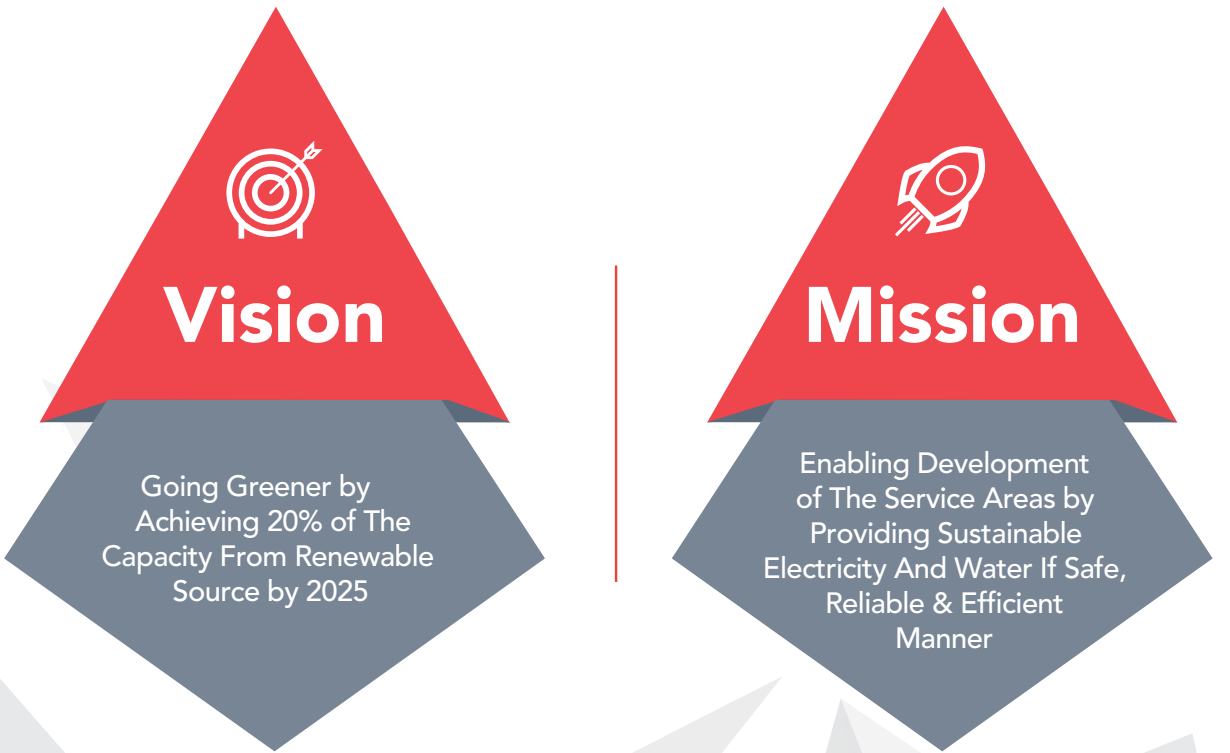 Vision
Going Greener by
Achieving 20% of The
Capacity From Renewable
Source by 2025
Mission
Enabling Development
of The Service Areas by
Providing Sustainable
Electricity And Water If Safe,
Reliable & Efficient
Manner